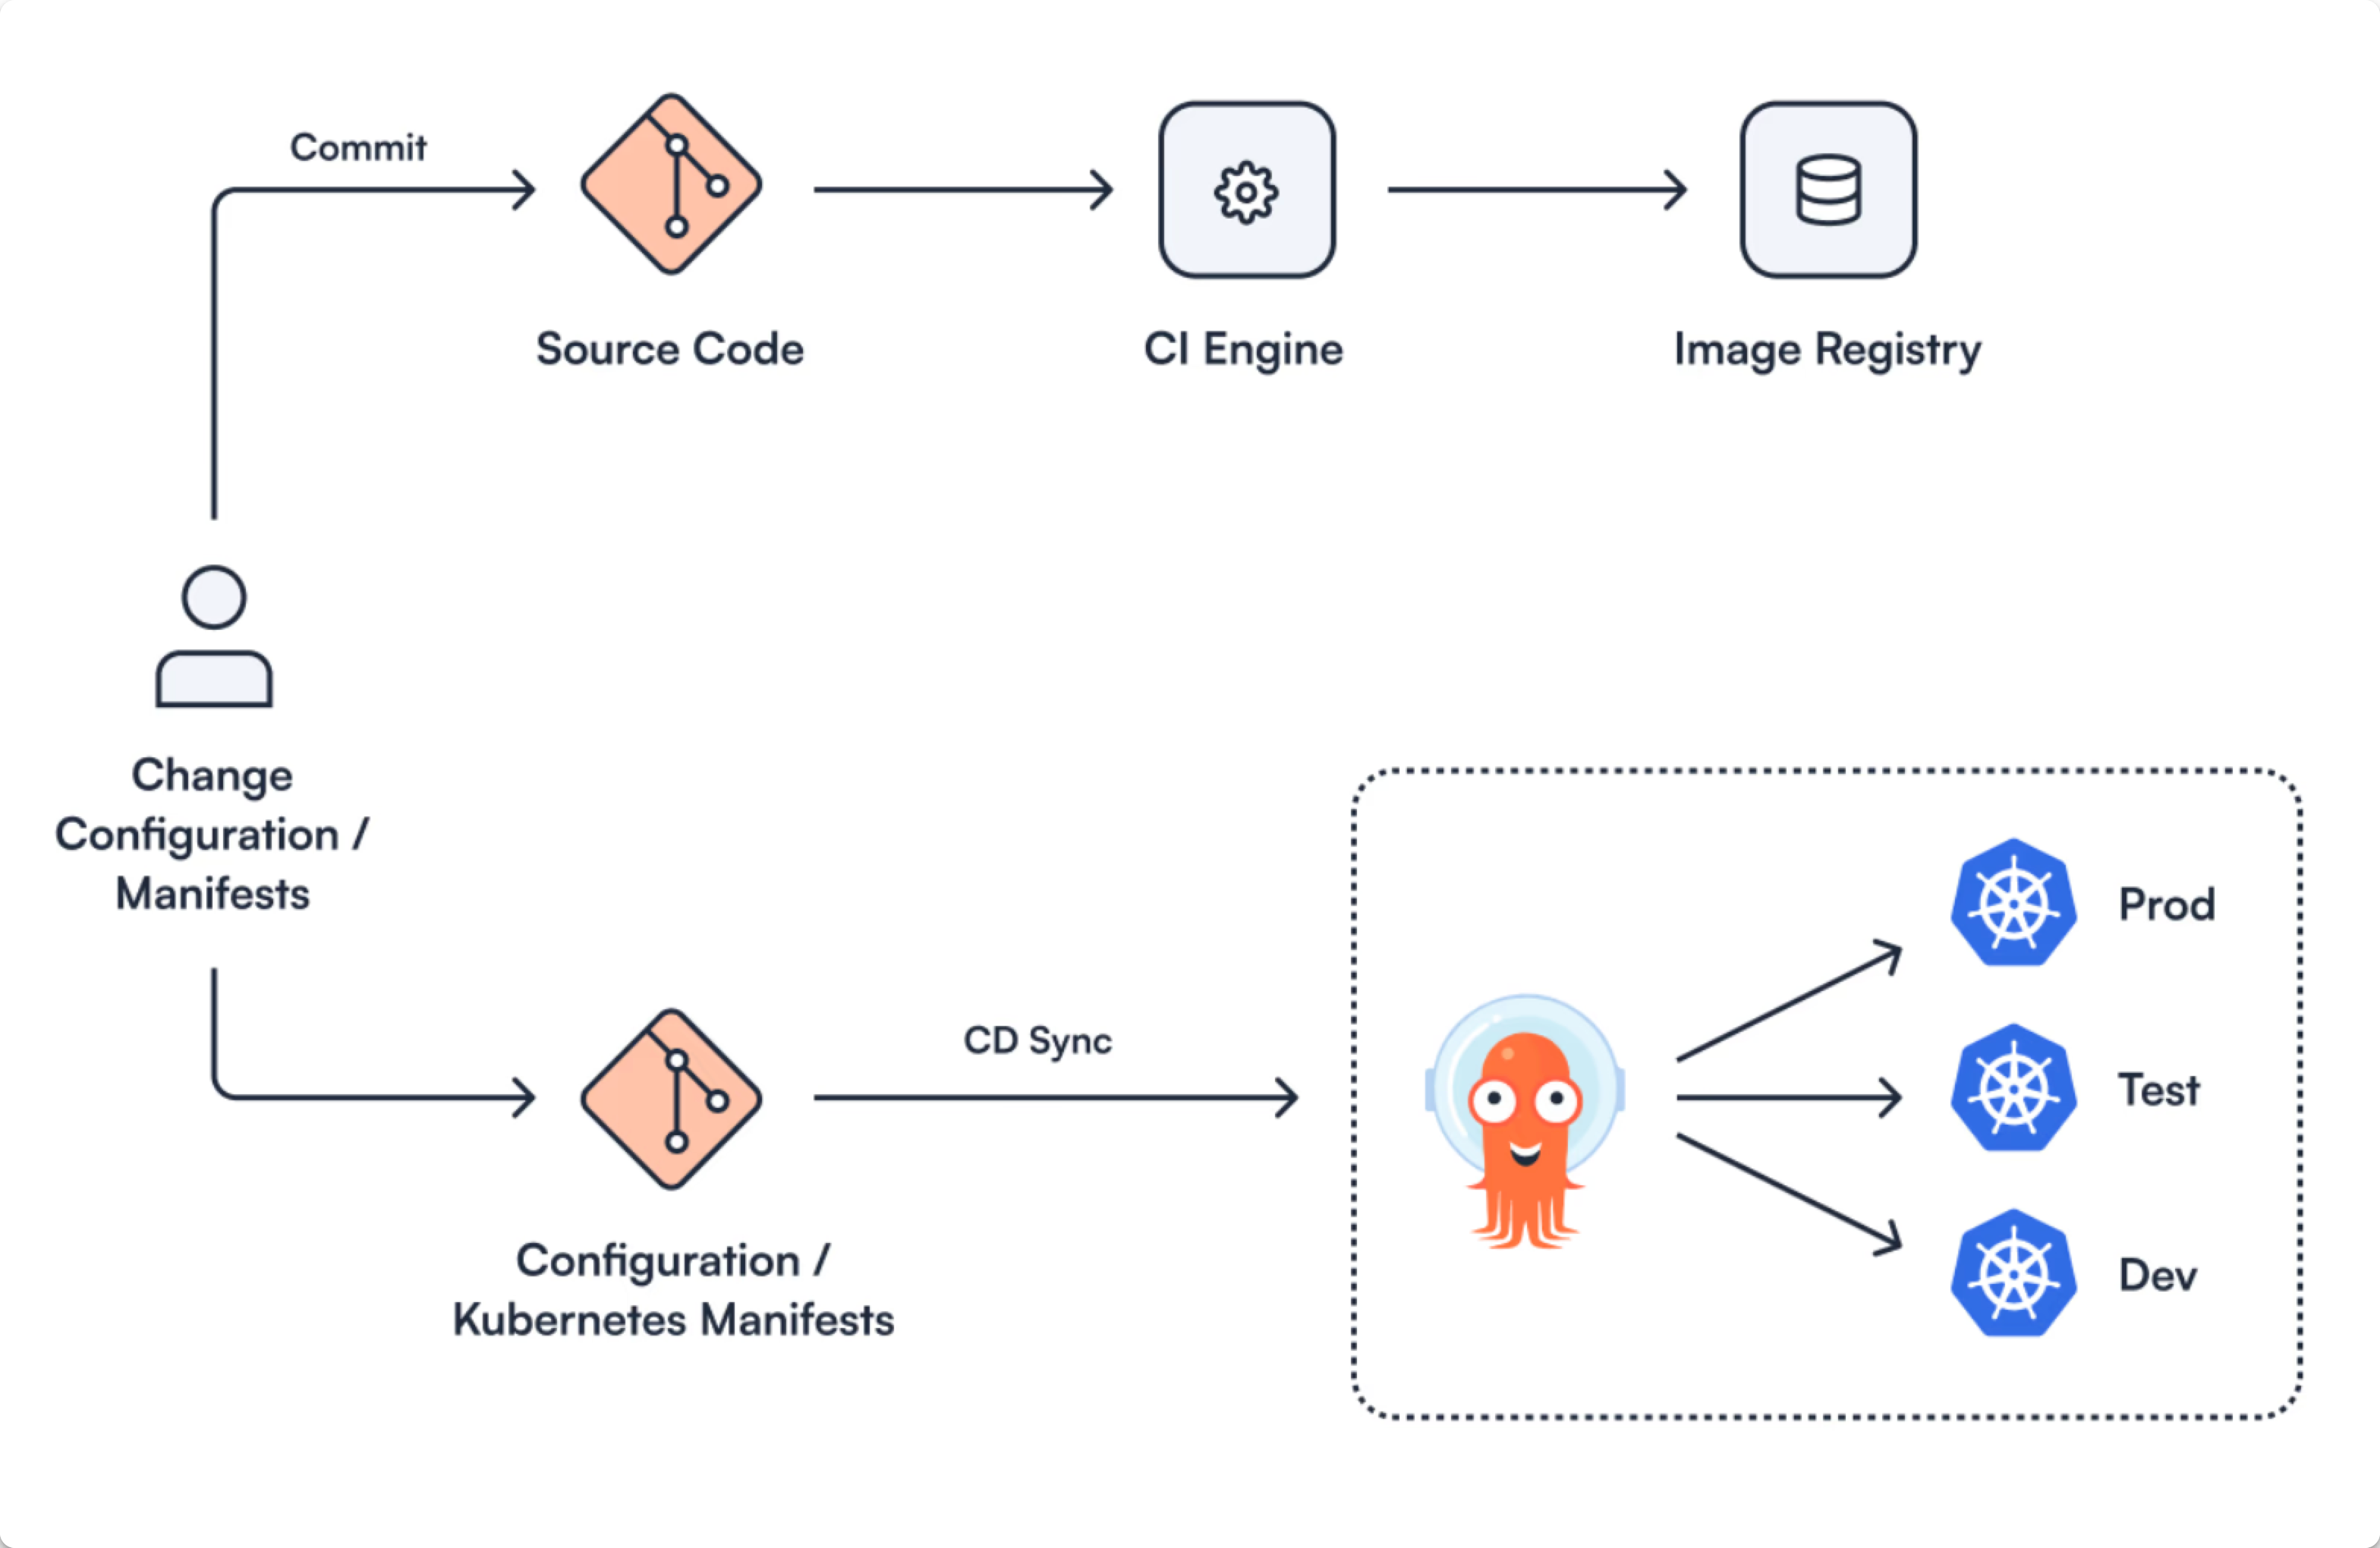 Commit
Source Code
CI Engine
Image Registry
Change
Configuration /
Manifests
CD Sync
Configuration /
Kubernetes Manifests
Prod
Test
Dev